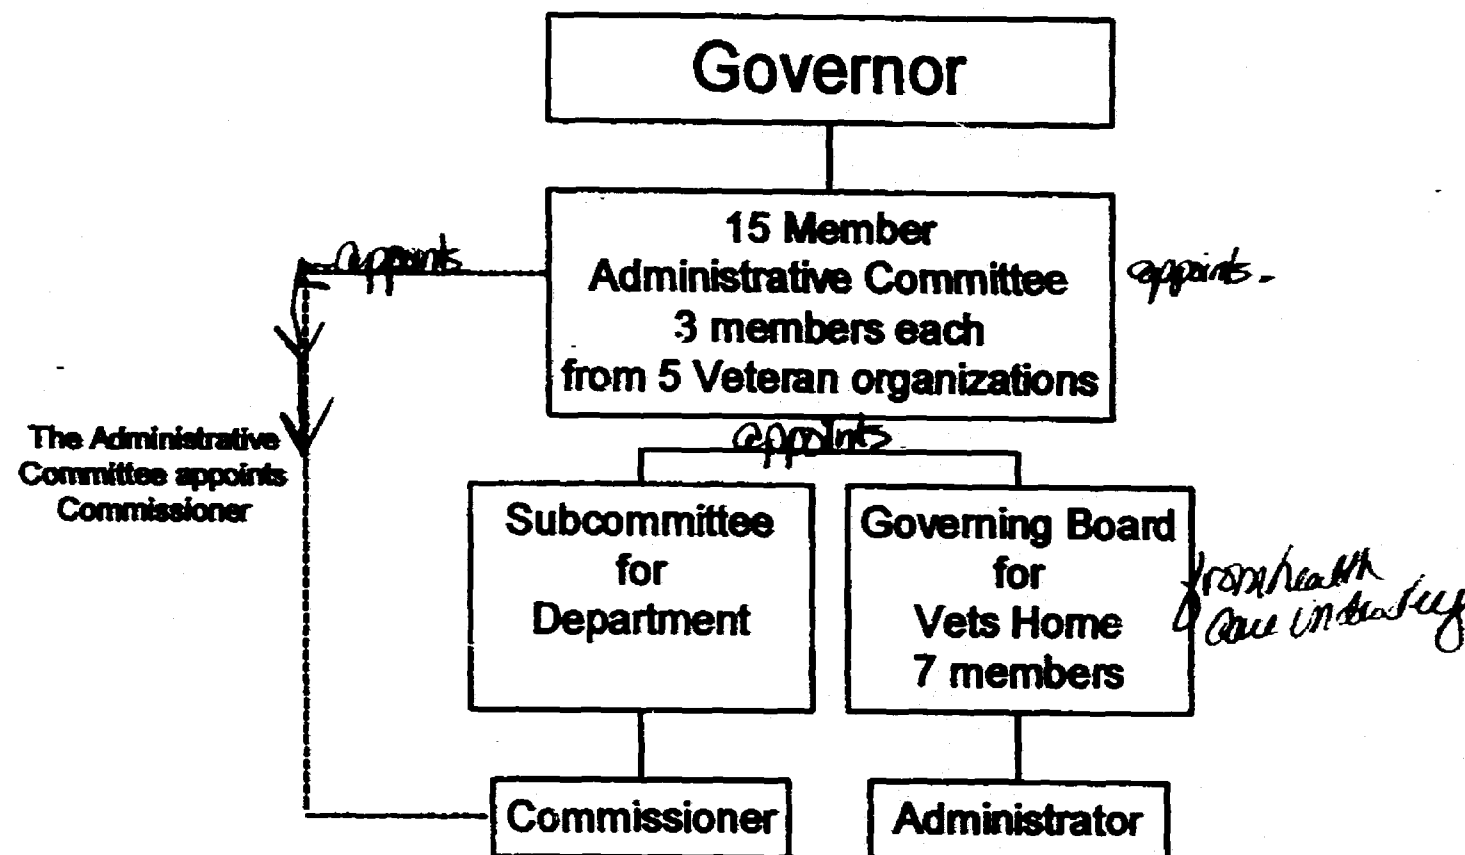 Governor
15 Member
Administrative Committee
3 members each
from 5 Veteran organizations
appoints
appoints -
The Administrative
Committee appoints
Commissioner
appoints
Subcommittee
for
Department
Governing Board
for
Vets Home
7 members
from health
care industry
Commissioner
Administrator